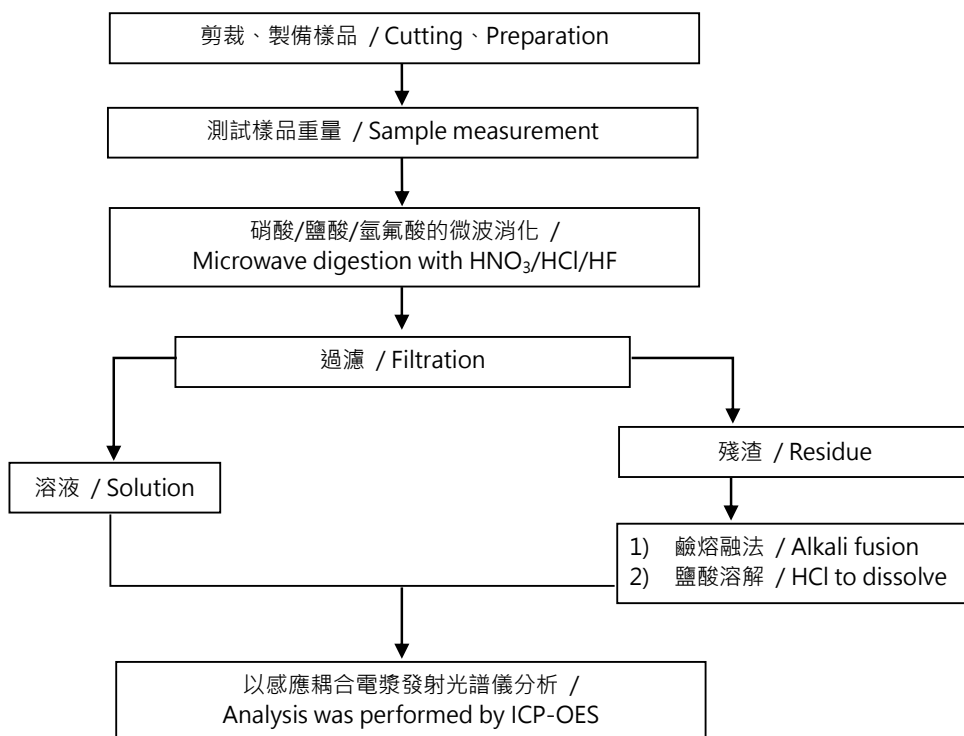 剪裁、製備樣品 / Cutting、Preparation
測試樣品重量 / Sample measurement
硝酸/鹽酸/氫氟酸的微波消化 /
Microwave digestion with HNO₃/HCl/HF
過濾 / Filtration
溶液 / Solution
殘渣 / Residue
1) 鹼熔融法 / Alkali fusion
2) 鹽酸溶解 / HCl to dissolve
以感應耦合電漿發射光譜儀分析 /
Analysis was performed by ICP-OES